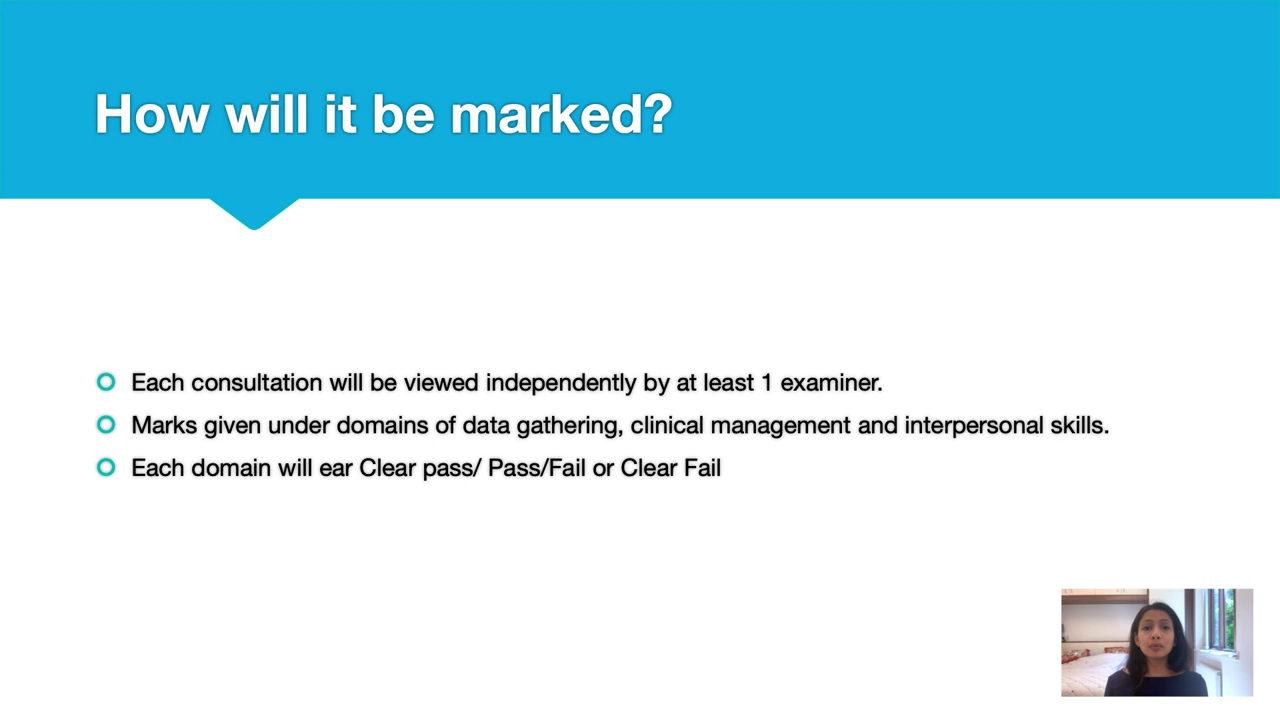 How will it be marked?
Each consultation will be viewed independently by at least 1 examiner.
Marks given under domains of data gathering, clinical management and interpersonal skills.
Each domain will ear Clear pass/ Pass/Fail or Clear Fail